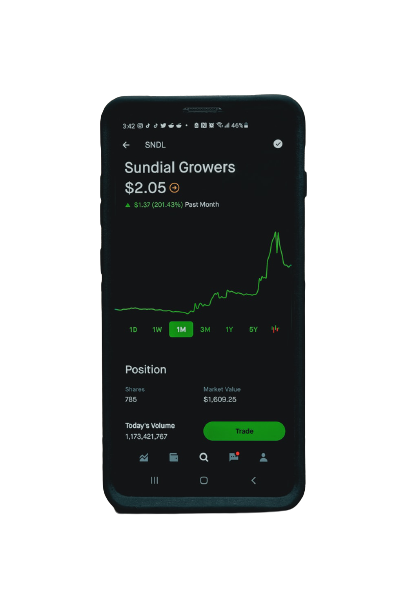 3:42 46%
SNDL
Sundial Growers
$2.05
$1.37 (201.43%) Past Month
1D 1W 1M 3M 1Y 5Y
Position
Shares Market Value
785 $1,609.25
Today's Volume
1,173,421,767
Trade